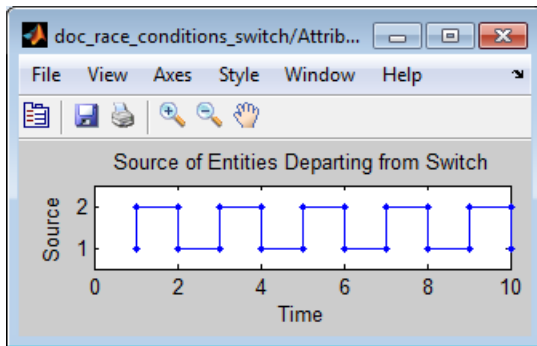 doc_race_conditions_switch/Attrib...
File View Axes Style Window Help
Source of Entities Departing from Switch
Source
2
1
0 2 4 6 8 10
Time